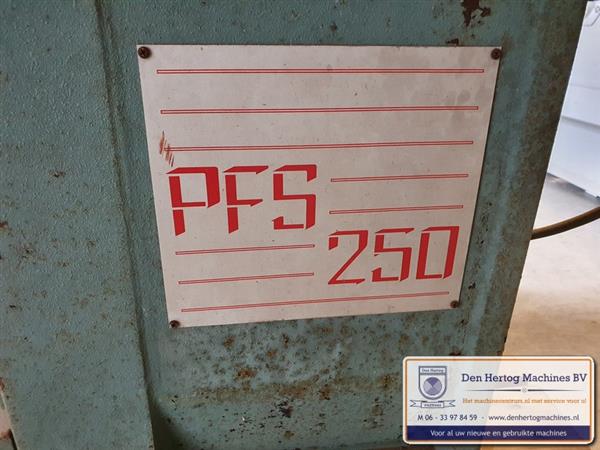 PFS
250
Den Hertog
Den Hertog Machines BV
Het machinecentrum.nl met service voor u!
M 06 - 33 97 84 59 - www.denhertogmachines.nl
Voor al uw nieuwe en gebruikte machines